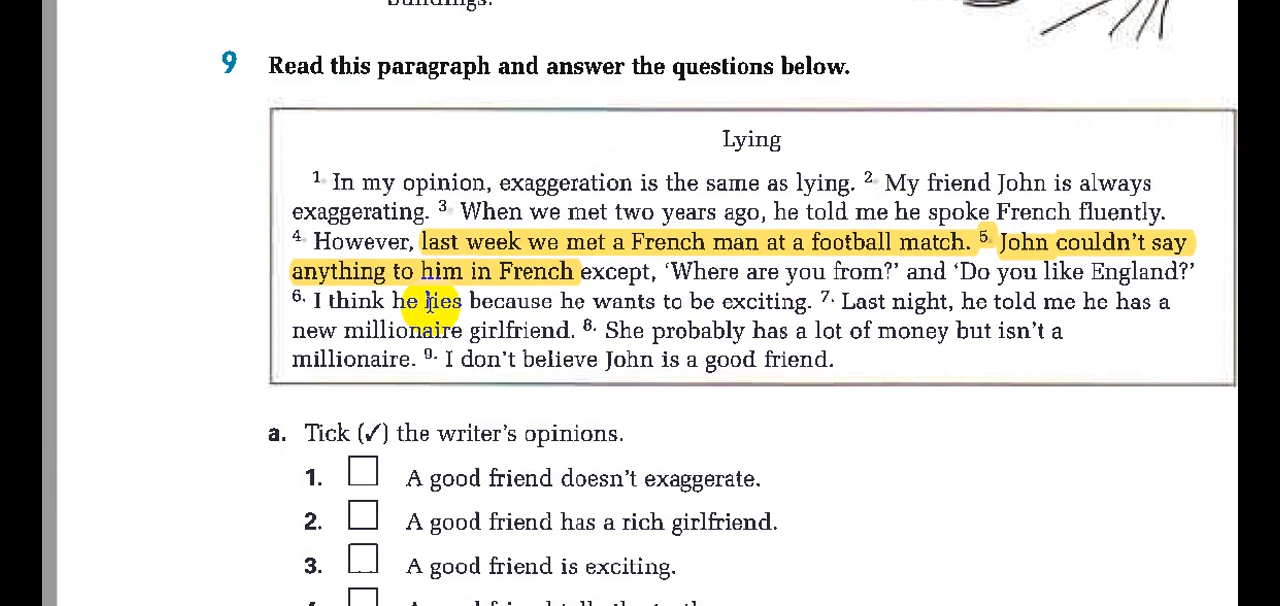 buildings.
9 Read this paragraph and answer the questions below.
Lying
1. In my opinion, exaggeration is the same as lying. 2. My friend John is always
exaggerating. 3. When we met two years ago, he told me he spoke French fluently.
4. However, last week we met a French man at a football match. 5. John couldn't say
anything to him in French except, 'Where are you from?' and 'Do you like England?'
6. I think he lies because he wants to be exciting. 7. Last night, he told me he has a
new millionaire girlfriend. 8. She probably has a lot of money but isn't a
millionaire. 9. I don't believe John is a good friend.
a. Tick (✓) the writer's opinions.
1. A good friend doesn't exaggerate.
2. A good friend has a rich girlfriend.
3. A good friend is exciting.